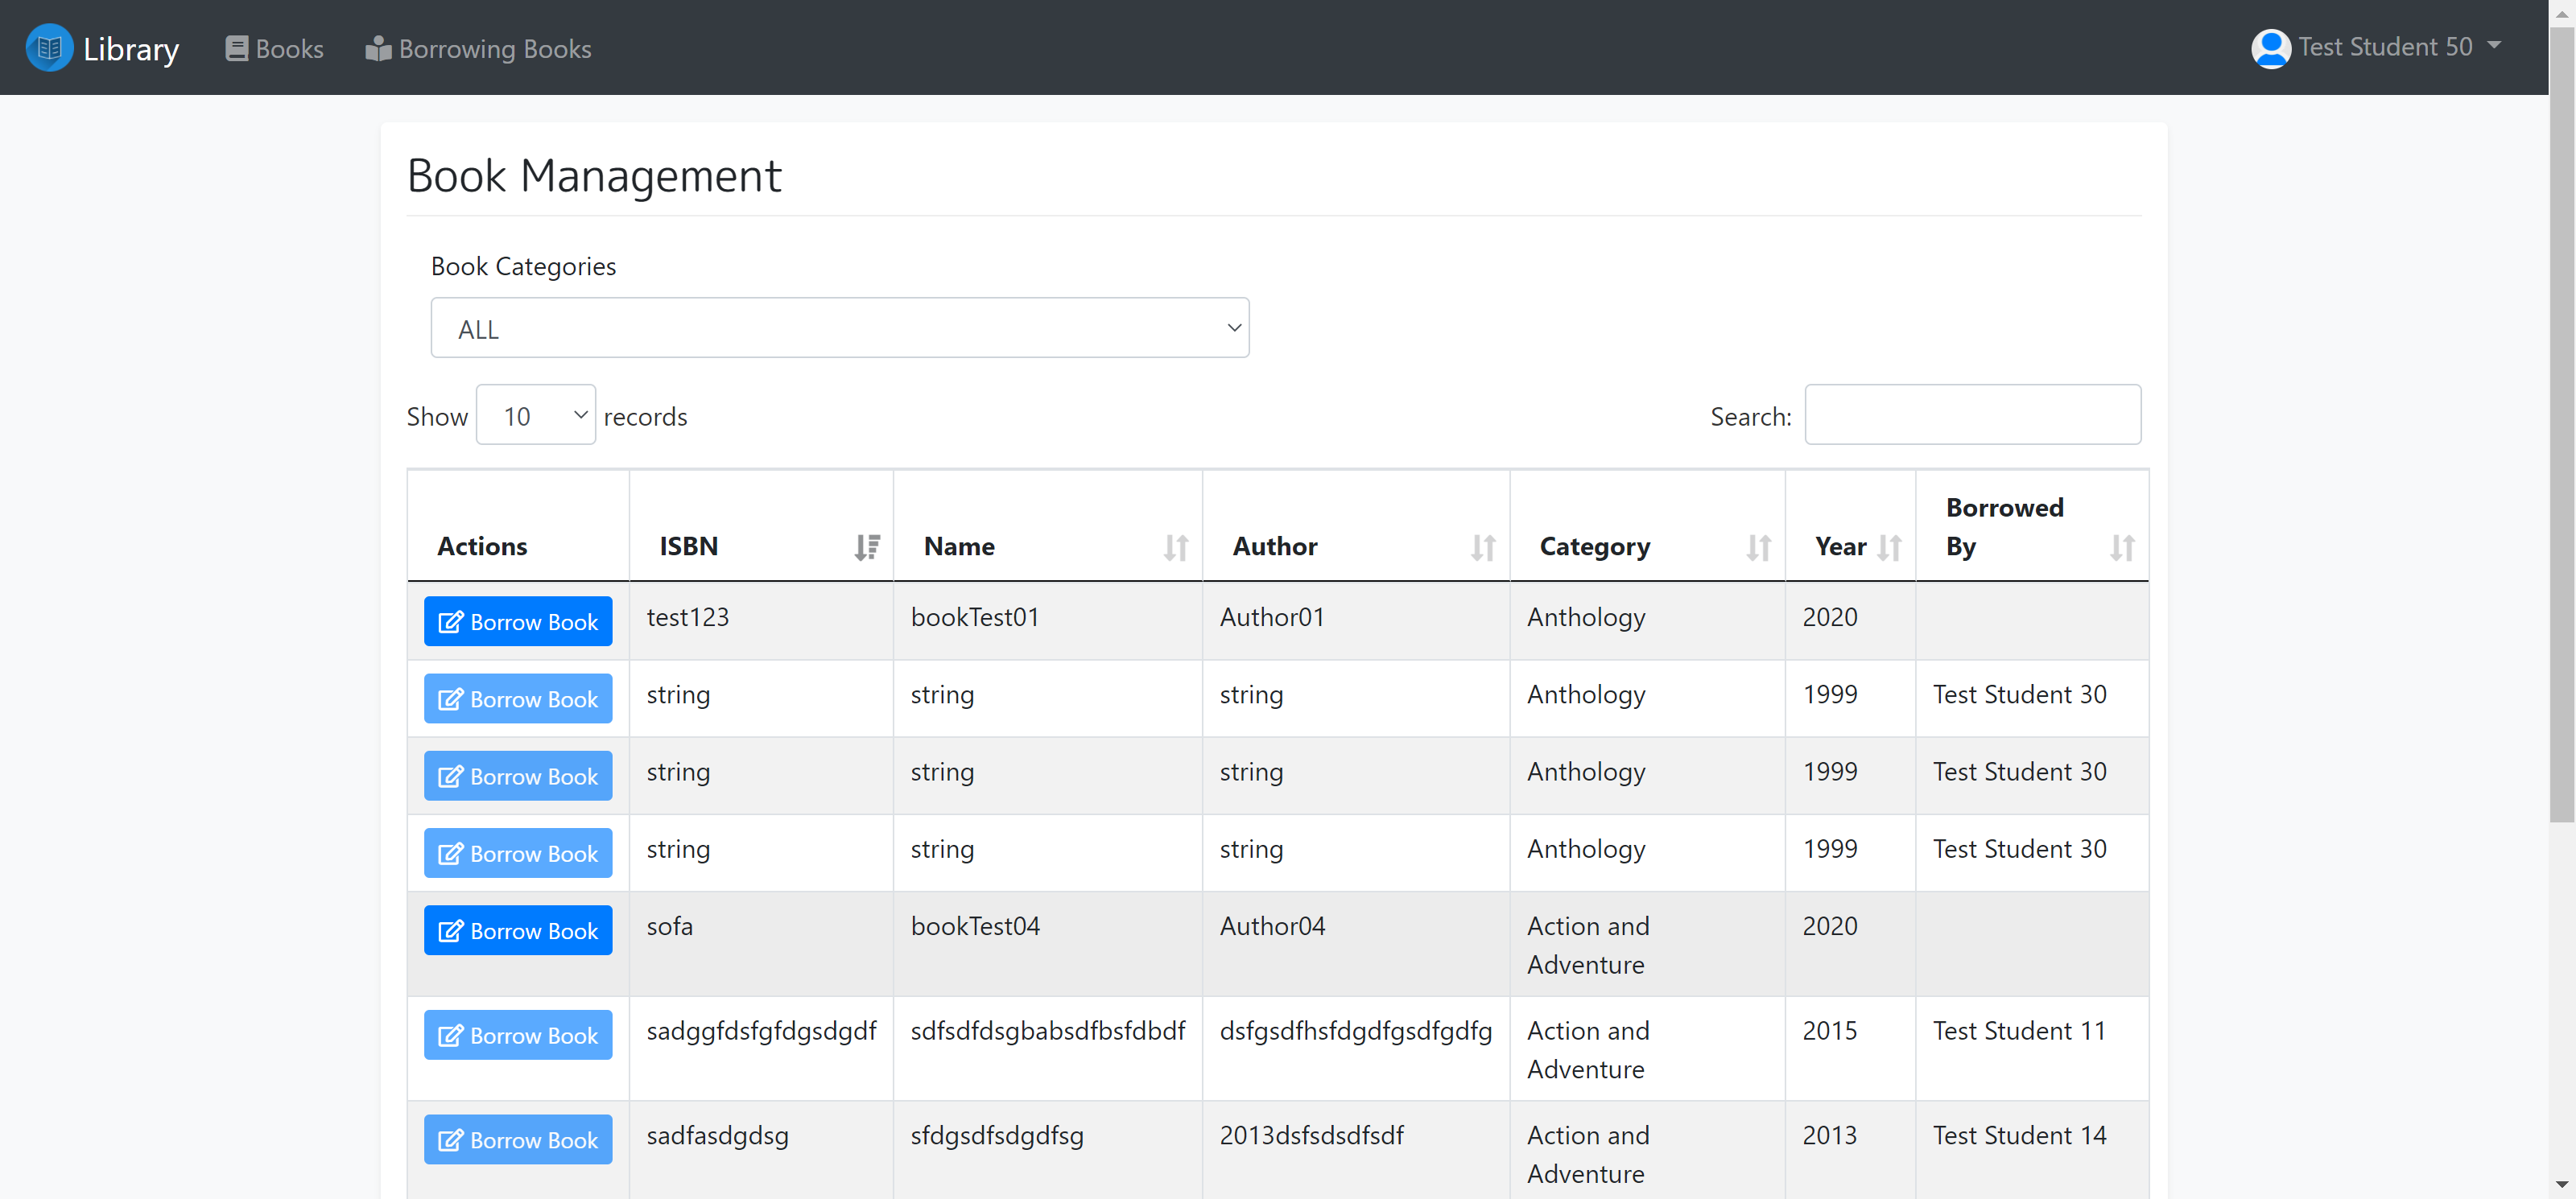 Library Books Borrowing Books Test Student 50
Book Management
Book Categories
ALL
Show 10 records Search:
Actions ISBN Name Author Category Year Borrowed By
Borrow Book test123 bookTest01 Author01 Anthology 2020
Borrow Book string string string Anthology 1999 Test Student 30
Borrow Book string string string Anthology 1999 Test Student 30
Borrow Book string string string Anthology 1999 Test Student 30
Borrow Book sofa bookTest04 Author04 Action and Adventure 2020
Borrow Book sadggfdsfgfdgsdgdf sdfsdfdsgbabsdfbsfdbdf dsfgsdfhsfdgdfgsdfgdfg Action and Adventure 2015 Test Student 11
Borrow Book sadfasdgdsg sfdgsdfsdgdfsg 2013dsfsdsdfsdf Action and Adventure 2013 Test Student 14